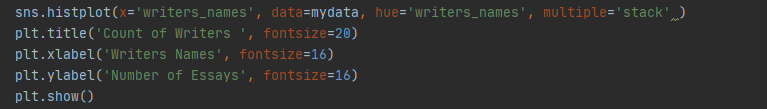 sns.histplot(x='writers_names', data=mydata, hue='writers_names', multiple='stack' )
plt.title('Count of Writers ', fontsize=20)
plt.xlabel('Writers Names', fontsize=16)
plt.ylabel('Number of Essays', fontsize=16)
plt.show()